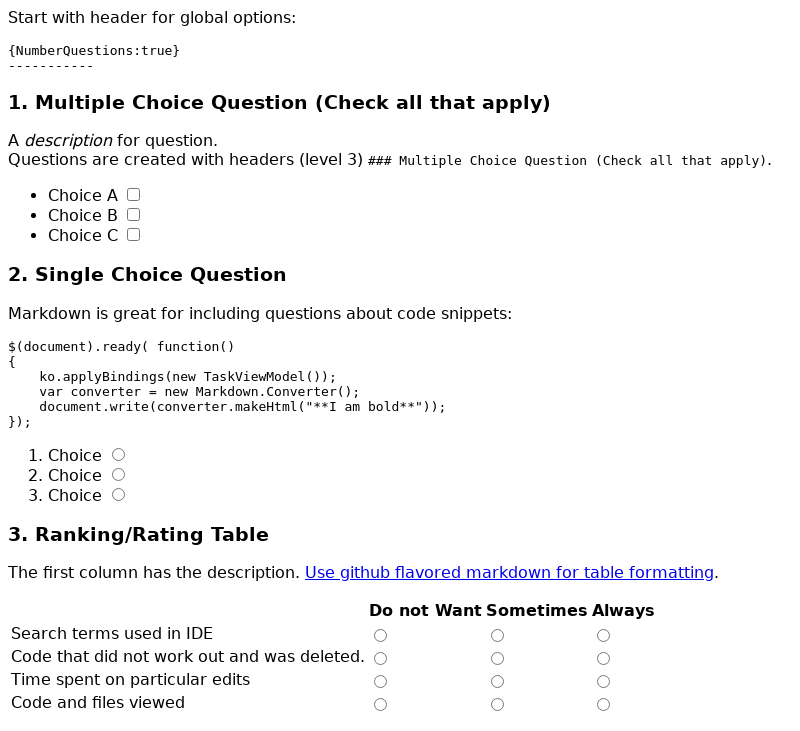 Start with header for global options:
{NumberQuestions:true}
-----------
1. Multiple Choice Question (Check all that apply)
A description for question.
Questions are created with headers (level 3) ### Multiple Choice Question (Check all that apply).
• Choice A
• Choice B
• Choice C
2. Single Choice Question
Markdown is great for including questions about code snippets:
$(document).ready( function()
{
    ko.applyBindings(new TaskViewModel());
    var converter = new Markdown.Converter();
    document.write(converter.makeHtml("**I am bold**"));
});
1. Choice
2. Choice
3. Choice
3. Ranking/Rating Table
The first column has the description. Use github flavored markdown for table formatting.
Do not Want Sometimes Always
Search terms used in IDE
Code that did not work out and was deleted.
Time spent on particular edits
Code and files viewed